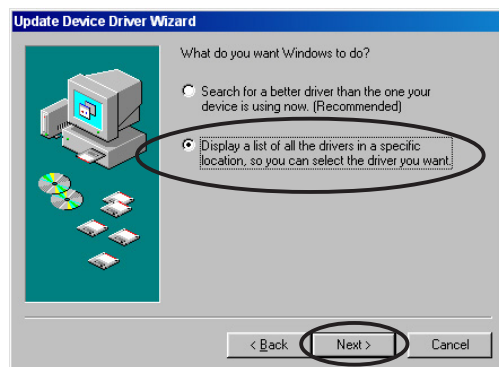 Update Device Driver Wizard
What do you want Windows to do?
Search for a better driver than the one your
device is using now. (Recommended)
Display a list of all the drivers in a specific
location, so you can select the driver you want.
< Back
Next >
Cancel